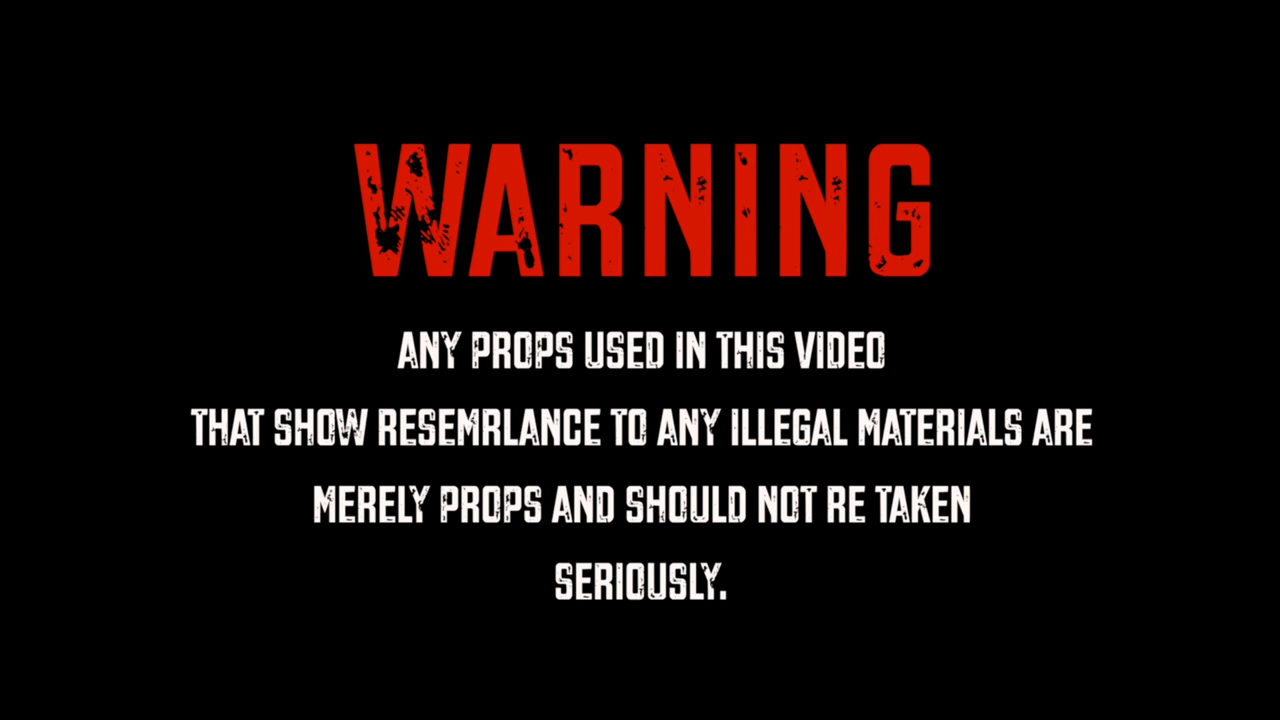 WARNING
ANY PROPS USED IN THIS VIDEO
THAT SHOW RESEMRLANCE TO ANY ILLEGAL MATERIALS ARE
MERELY PROPS AND SHOULD NOT RE TAKEN
SERIOUSLY.